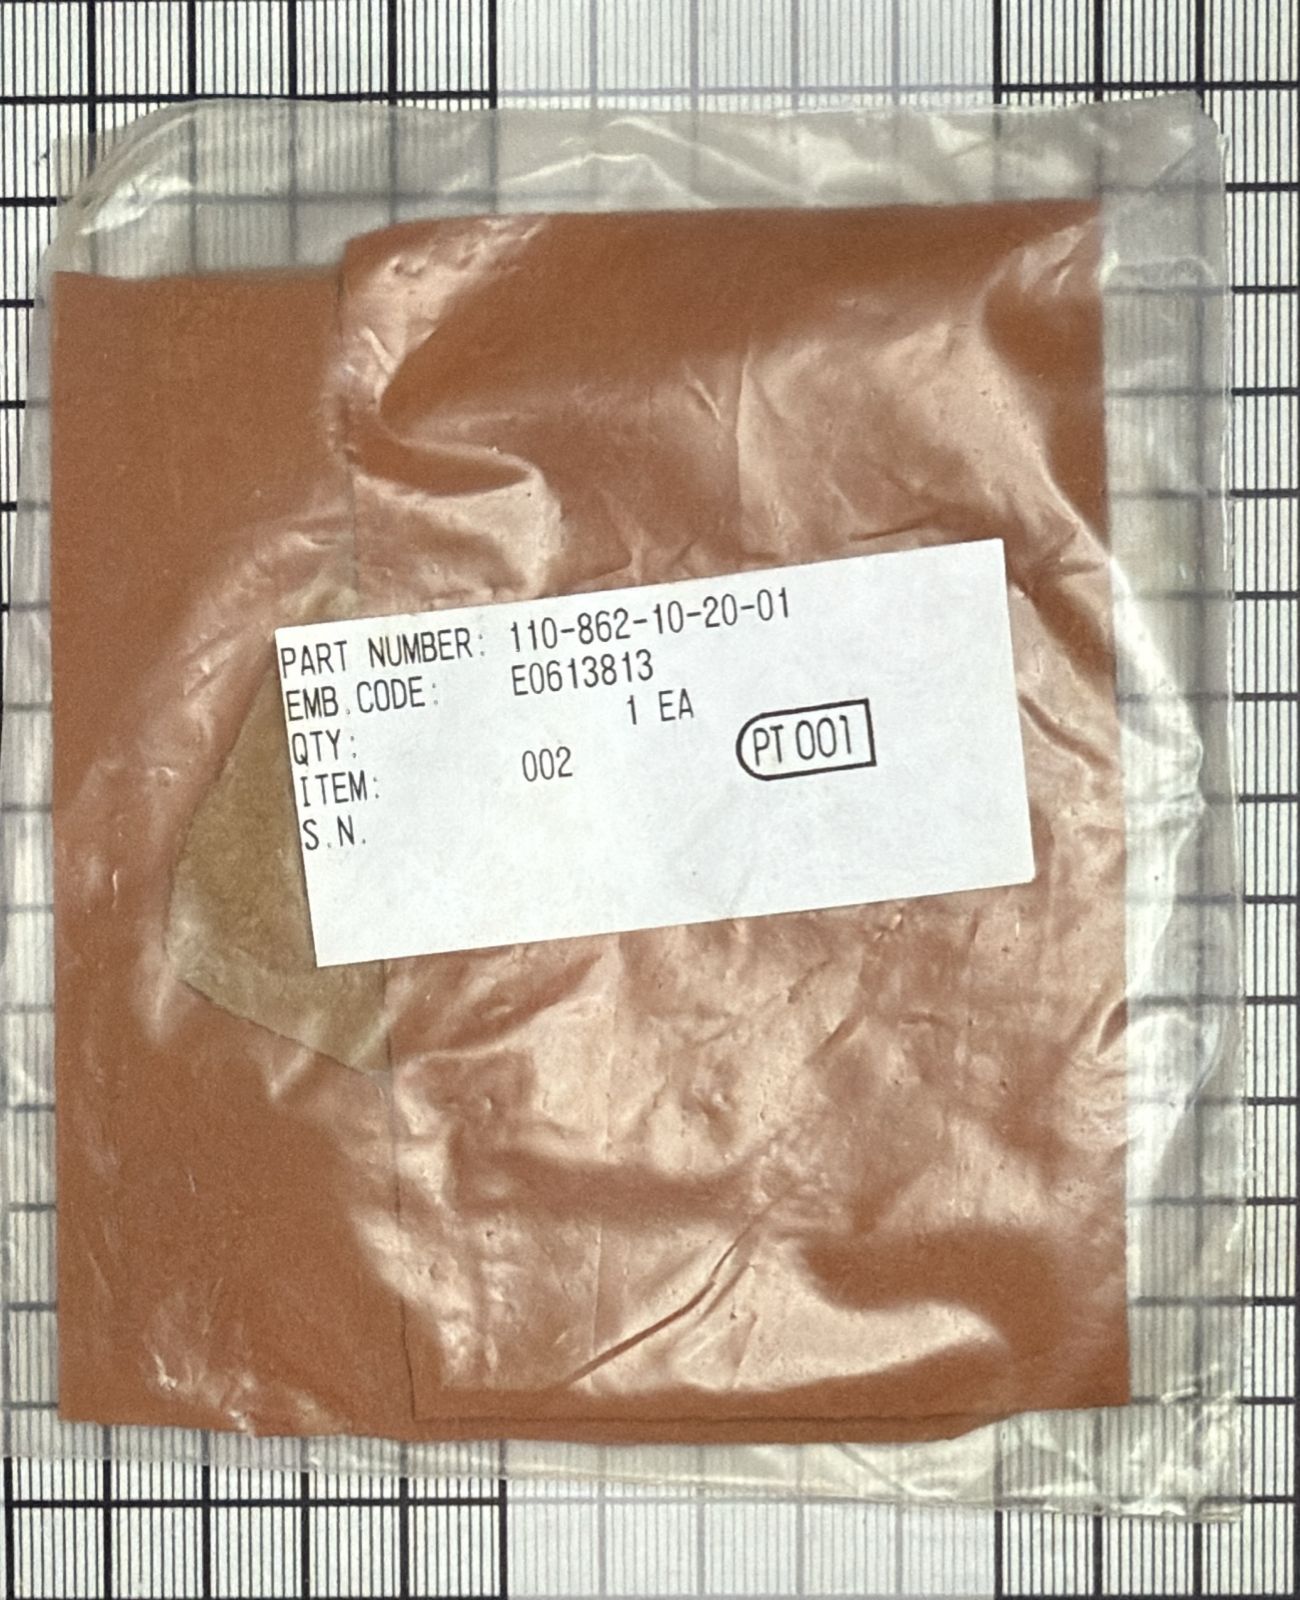 PART NUMBER: 110-862-10-20-01
EMB.CODE: E0613813
QTY: 1 EA
ITEM: 002
S.N.
PT 001